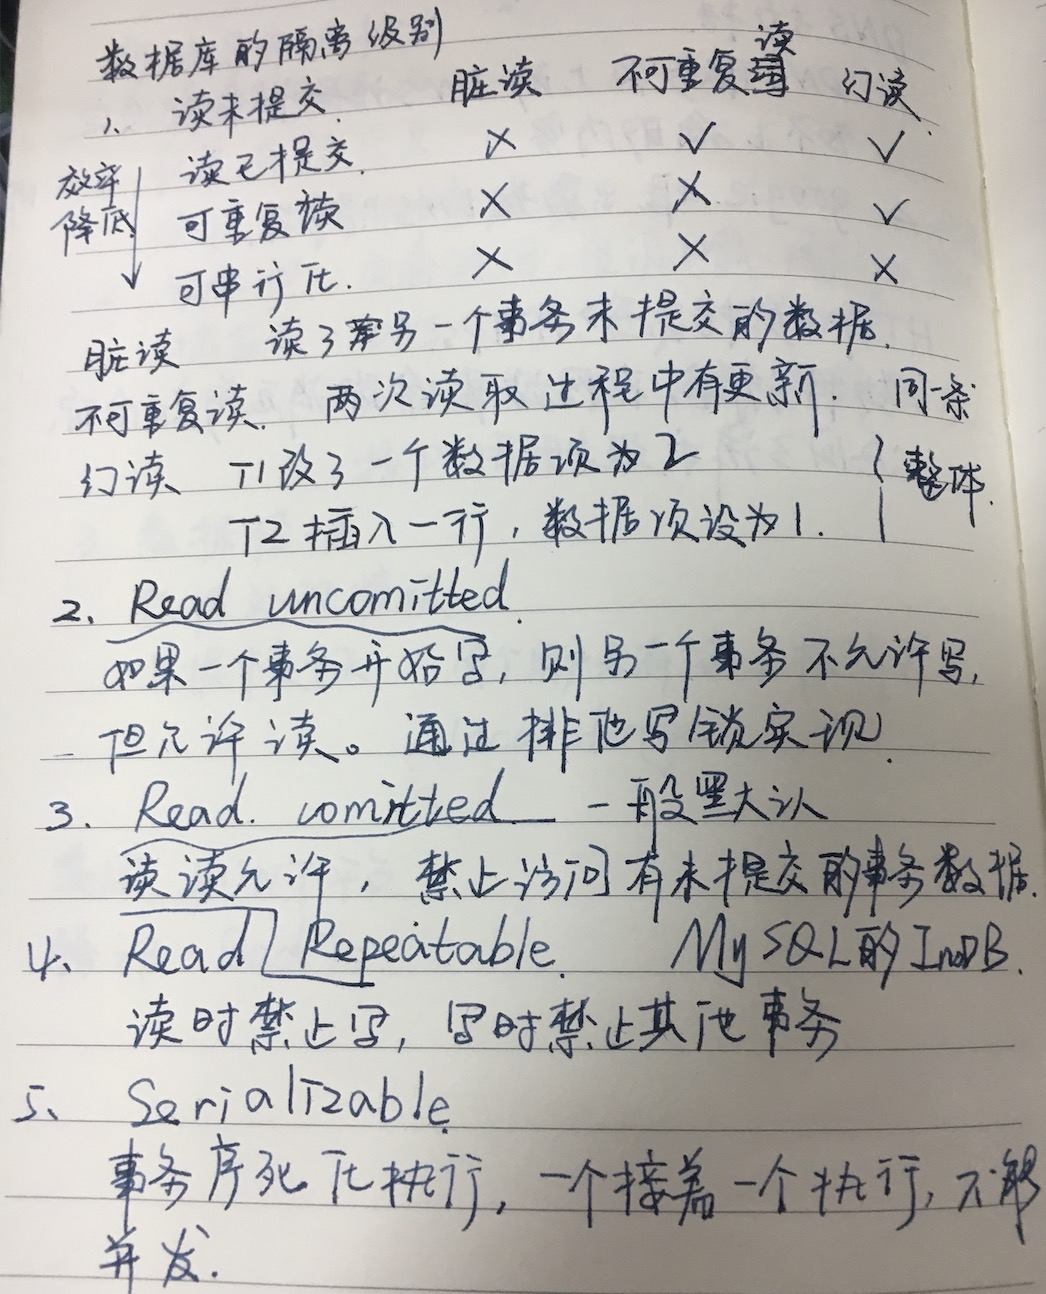 数据库的隔离级别
脏读 不可重复读 幻读
1、 读未提交
读已提交 × ✓ ✓
效率降低 可重复读 × × ✓
可串行化. × × ×
脏读 读了另一个事务未提交的数据.
不可重复读. 两次读取过程中有更新. 同一条
幻读 T1改了一个数据项为2
T2插入一行,数据项设为1. 整体.
2、 Read uncomitted.
如果一个事务开始写,则另一个事务不允许写,
但允许读。通过排他写锁实现.
3. Read. comitted 一般默认
读读允许,禁止访问有未提交的事务数据.
4、 Read Repeatable. MySQL的InoDB.
读时禁止写,写时禁止其他事务
5、 Serializable.
事务序列化执行,一个接着一个执行,不能
并发.